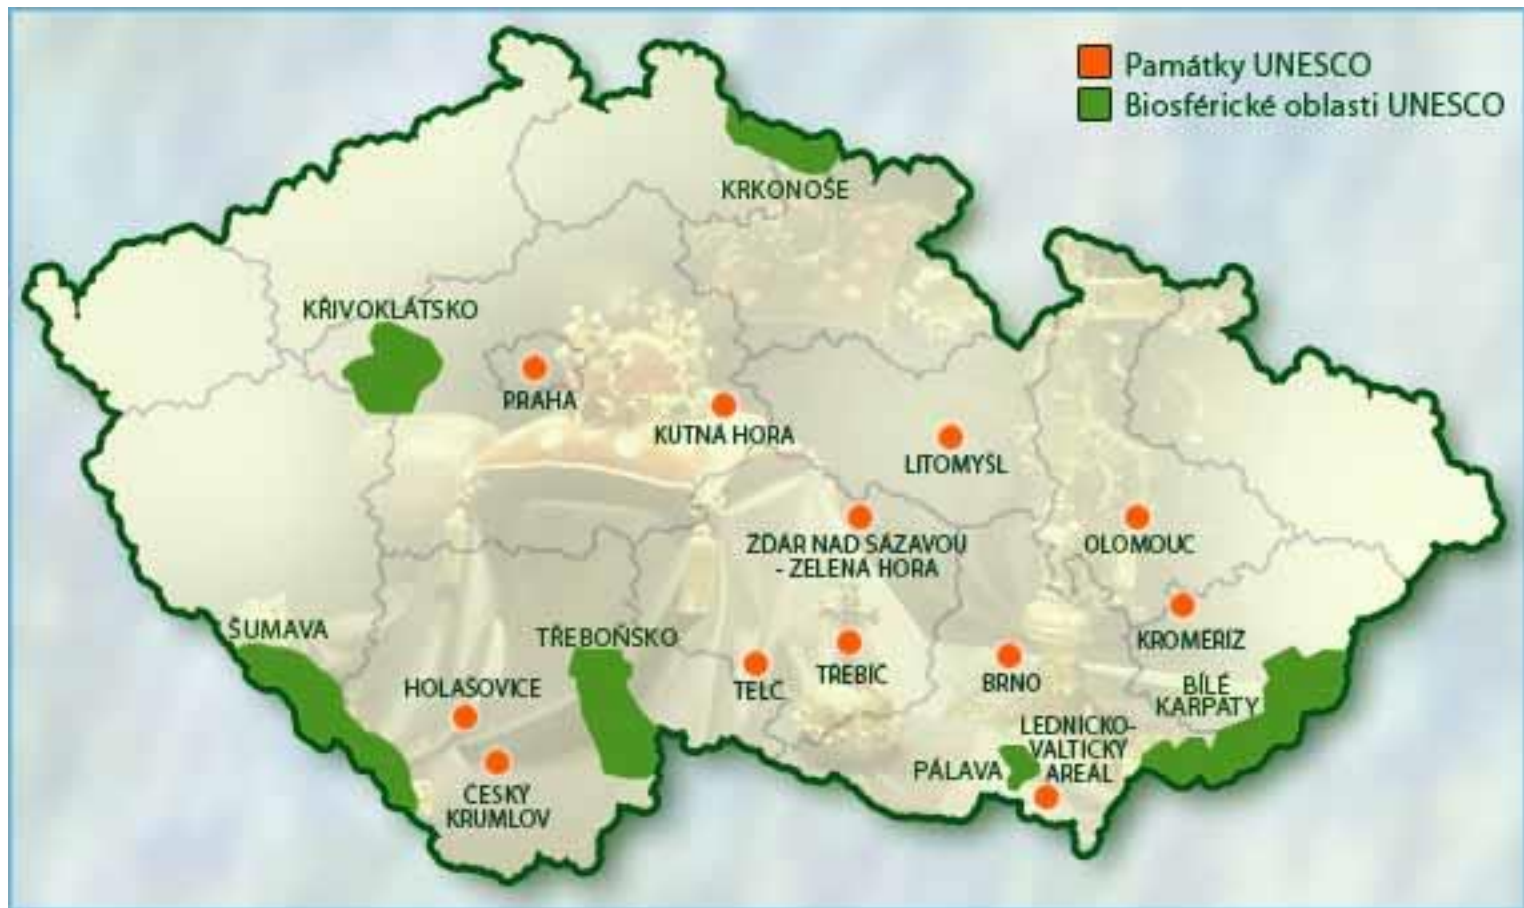 Památky UNESCO
Biosférické oblasti UNESCO
KRKONOŠE
KŘIVOKLÁTSKO
PRAHA
KUTNÁ HORA
LITOMYŠL
ŽĎÁR NAD SÁZAVOU
- ZELENÁ HORA
OLOMOUC
KROMĚŘÍŽ
ŠUMAVA
TŘEBOŇSKO
HOLAŠOVICE
TELČ
TŘEBÍČ
BRNO
BÍLÉ
KARPATY
LEDNICKO-
VALTICKÝ
AREÁL
PÁLAVA
ČESKÝ
KRUMLOV